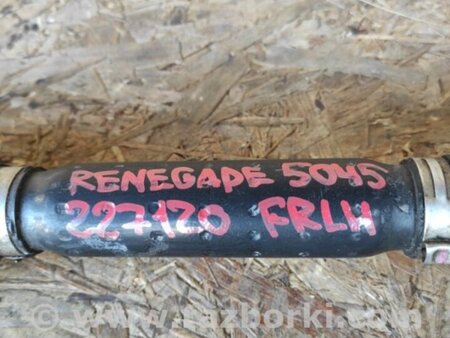 RENEGADE 5045
227120 FRLH
www.razborki.com